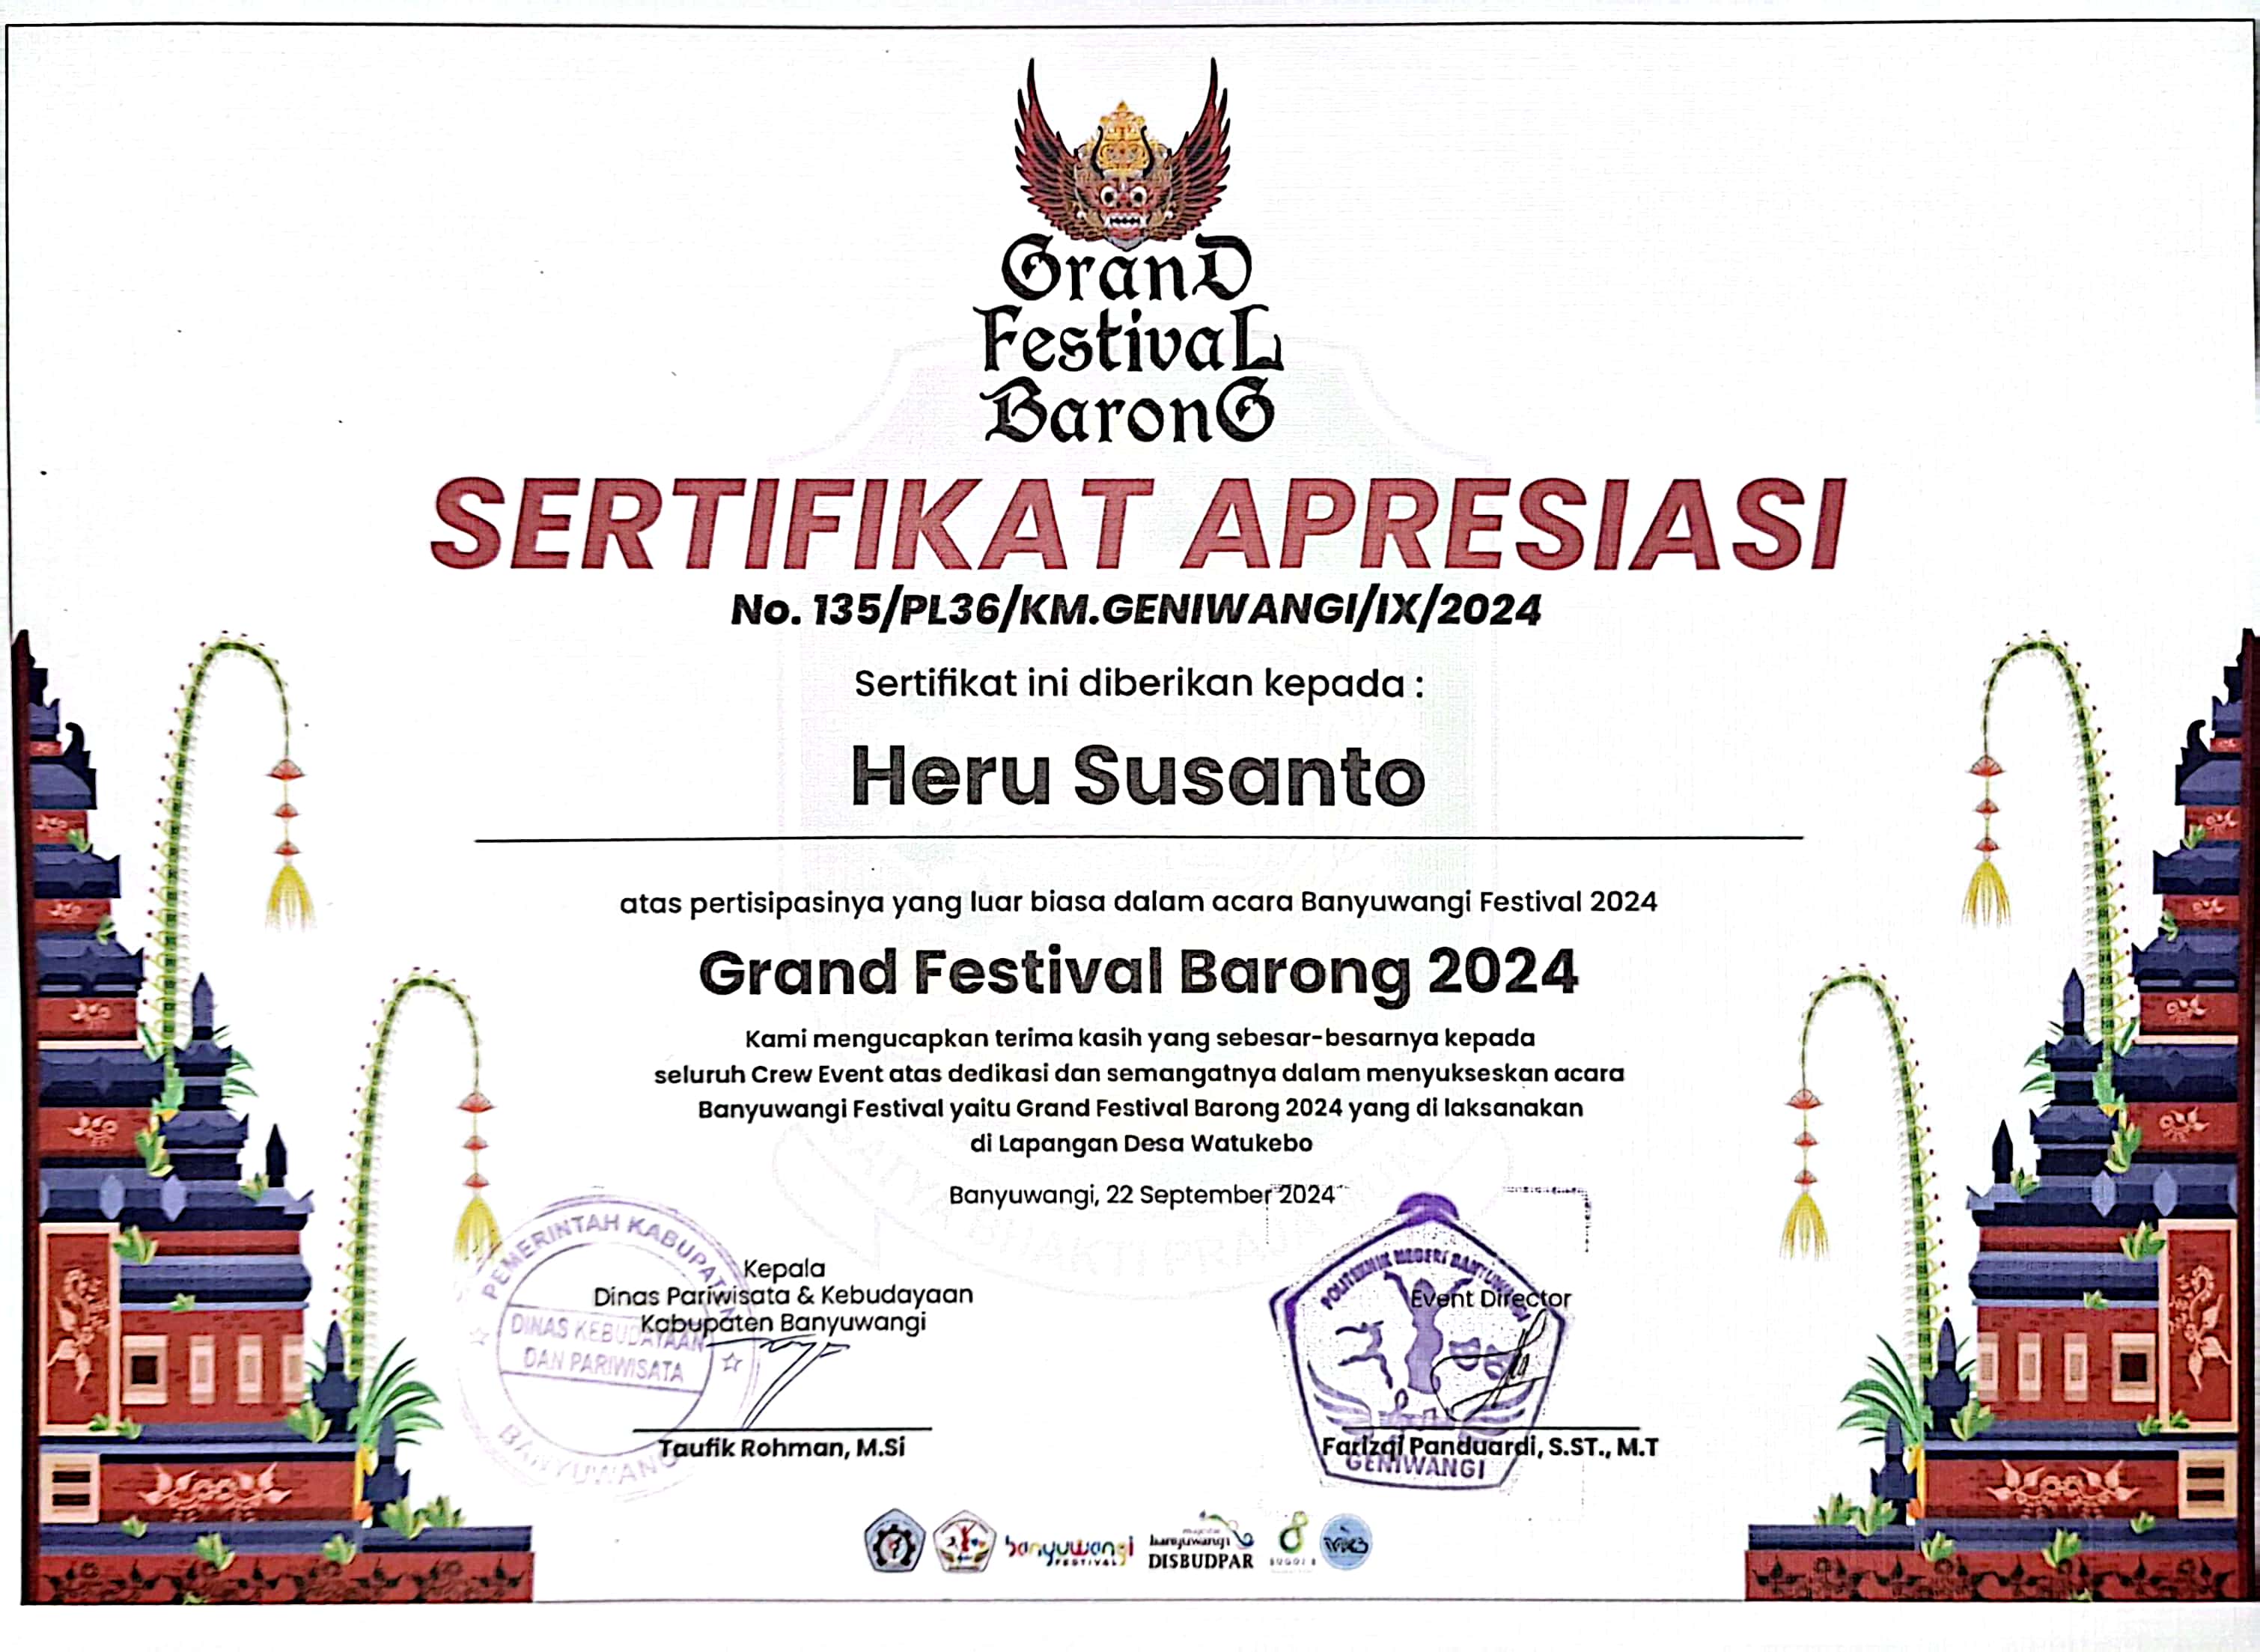 GranD
FestivaL
BaronG
SERTIFIKAT APRESIASI
No. 135/PL36/KM.GENIWANGI/IX/2024
Sertifikat ini diberikan kepada :
Heru Susanto
atas pertisipasinya yang luar biasa dalam acara Banyuwangi Festival 2024
Grand Festival Barong 2024
Kami mengucapkan terima kasih yang sebesar-besarnya kepada
seluruh Crew Event atas dedikasi dan semangatnya dalam menyukseskan acara
Banyuwangi Festival yaitu Grand Festival Barong 2024 yang di laksanakan
di Lapangan Desa Watukebo
Banyuwangi, 22 September 2024
Kepala
Dinas Pariwisata & Kebudayaan
Kabupaten Banyuwangi
PEMERINTAH KABUPATEN
DINAS KEBUDAYAAN
DAN PARIWISATA
BANYUWANGI
Taufik Rohman, M.Si
POLITEKNIK NEGERI BANYUWANGI
Event Director
Farizqi Panduardi, S.ST., M.T
GENIWANGI
banyuwangi
FESTIVAL
majestic
banyuwangi
DISBUDPAR